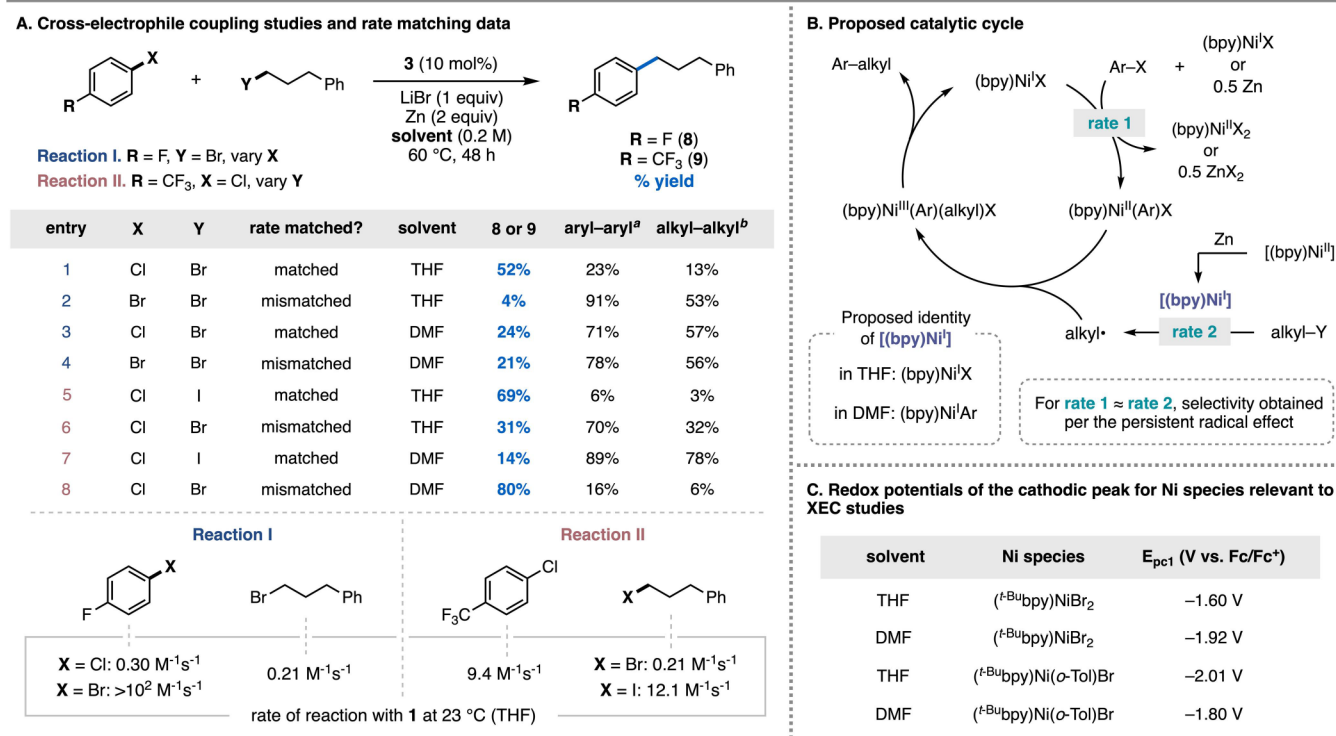 A. Cross-electrophile coupling studies and rate matching data
X
R
+
Y
Ph
3 (10 mol%)
LiBr (1 equiv)
Zn (2 equiv)
solvent (0.2 M)
60 °C, 48 h
R
Ph
R = F (8)
R = CF₃ (9)
% yield
Reaction I. R = F, Y = Br, vary X
Reaction II. R = CF₃, X = Cl, vary Y
entry X Y rate matched? solvent 8 or 9 aryl–arylᵃ alkyl–alkylᵇ
1 Cl Br matched THF 52% 23% 13%
2 Br Br mismatched THF 4% 91% 53%
3 Cl Br matched DMF 24% 71% 57%
4 Br Br mismatched DMF 21% 78% 56%
5 Cl I matched THF 69% 6% 3%
6 Cl Br mismatched THF 31% 70% 32%
7 Cl I matched DMF 14% 89% 78%
8 Cl Br mismatched DMF 80% 16% 6%
Reaction I
Reaction II
X
F
Br
Ph
Cl
F₃C
X
Ph
X = Cl: 0.30 M⁻¹s⁻¹
X = Br: >10² M⁻¹s⁻¹
0.21 M⁻¹s⁻¹
9.4 M⁻¹s⁻¹
X = Br: 0.21 M⁻¹s⁻¹
X = I: 12.1 M⁻¹s⁻¹
rate of reaction with 1 at 23 °C (THF)
B. Proposed catalytic cycle
Ar–alkyl
(bpy)NiᴵX
Ar–X
+
(bpy)NiᴵX
or
0.5 Zn
rate 1
(bpy)NiᴵᴵX₂
or
0.5 ZnX₂
(bpy)Niᴵᴵᴵ(Ar)(alkyl)X
(bpy)Niᴵᴵ(Ar)X
Zn
[(bpy)Niᴵᴵ]
[(bpy)Niᴵ]
alkyl•
rate 2
alkyl–Y
Proposed identity
of [(bpy)Niᴵ]
in THF: (bpy)NiᴵX
in DMF: (bpy)NiᴵAr
For rate 1 ≈ rate 2, selectivity obtained
per the persistent radical effect
C. Redox potentials of the cathodic peak for Ni species relevant to
XEC studies
solvent Ni species Epc1 (V vs. Fc/Fc⁺)
THF (ᵗ⁻ᴮᵘbpy)NiBr₂ –1.60 V
DMF (ᵗ⁻ᴮᵘbpy)NiBr₂ –1.92 V
THF (ᵗ⁻ᴮᵘbpy)Ni(o-Tol)Br –2.01 V
DMF (ᵗ⁻ᴮᵘbpy)Ni(o-Tol)Br –1.80 V